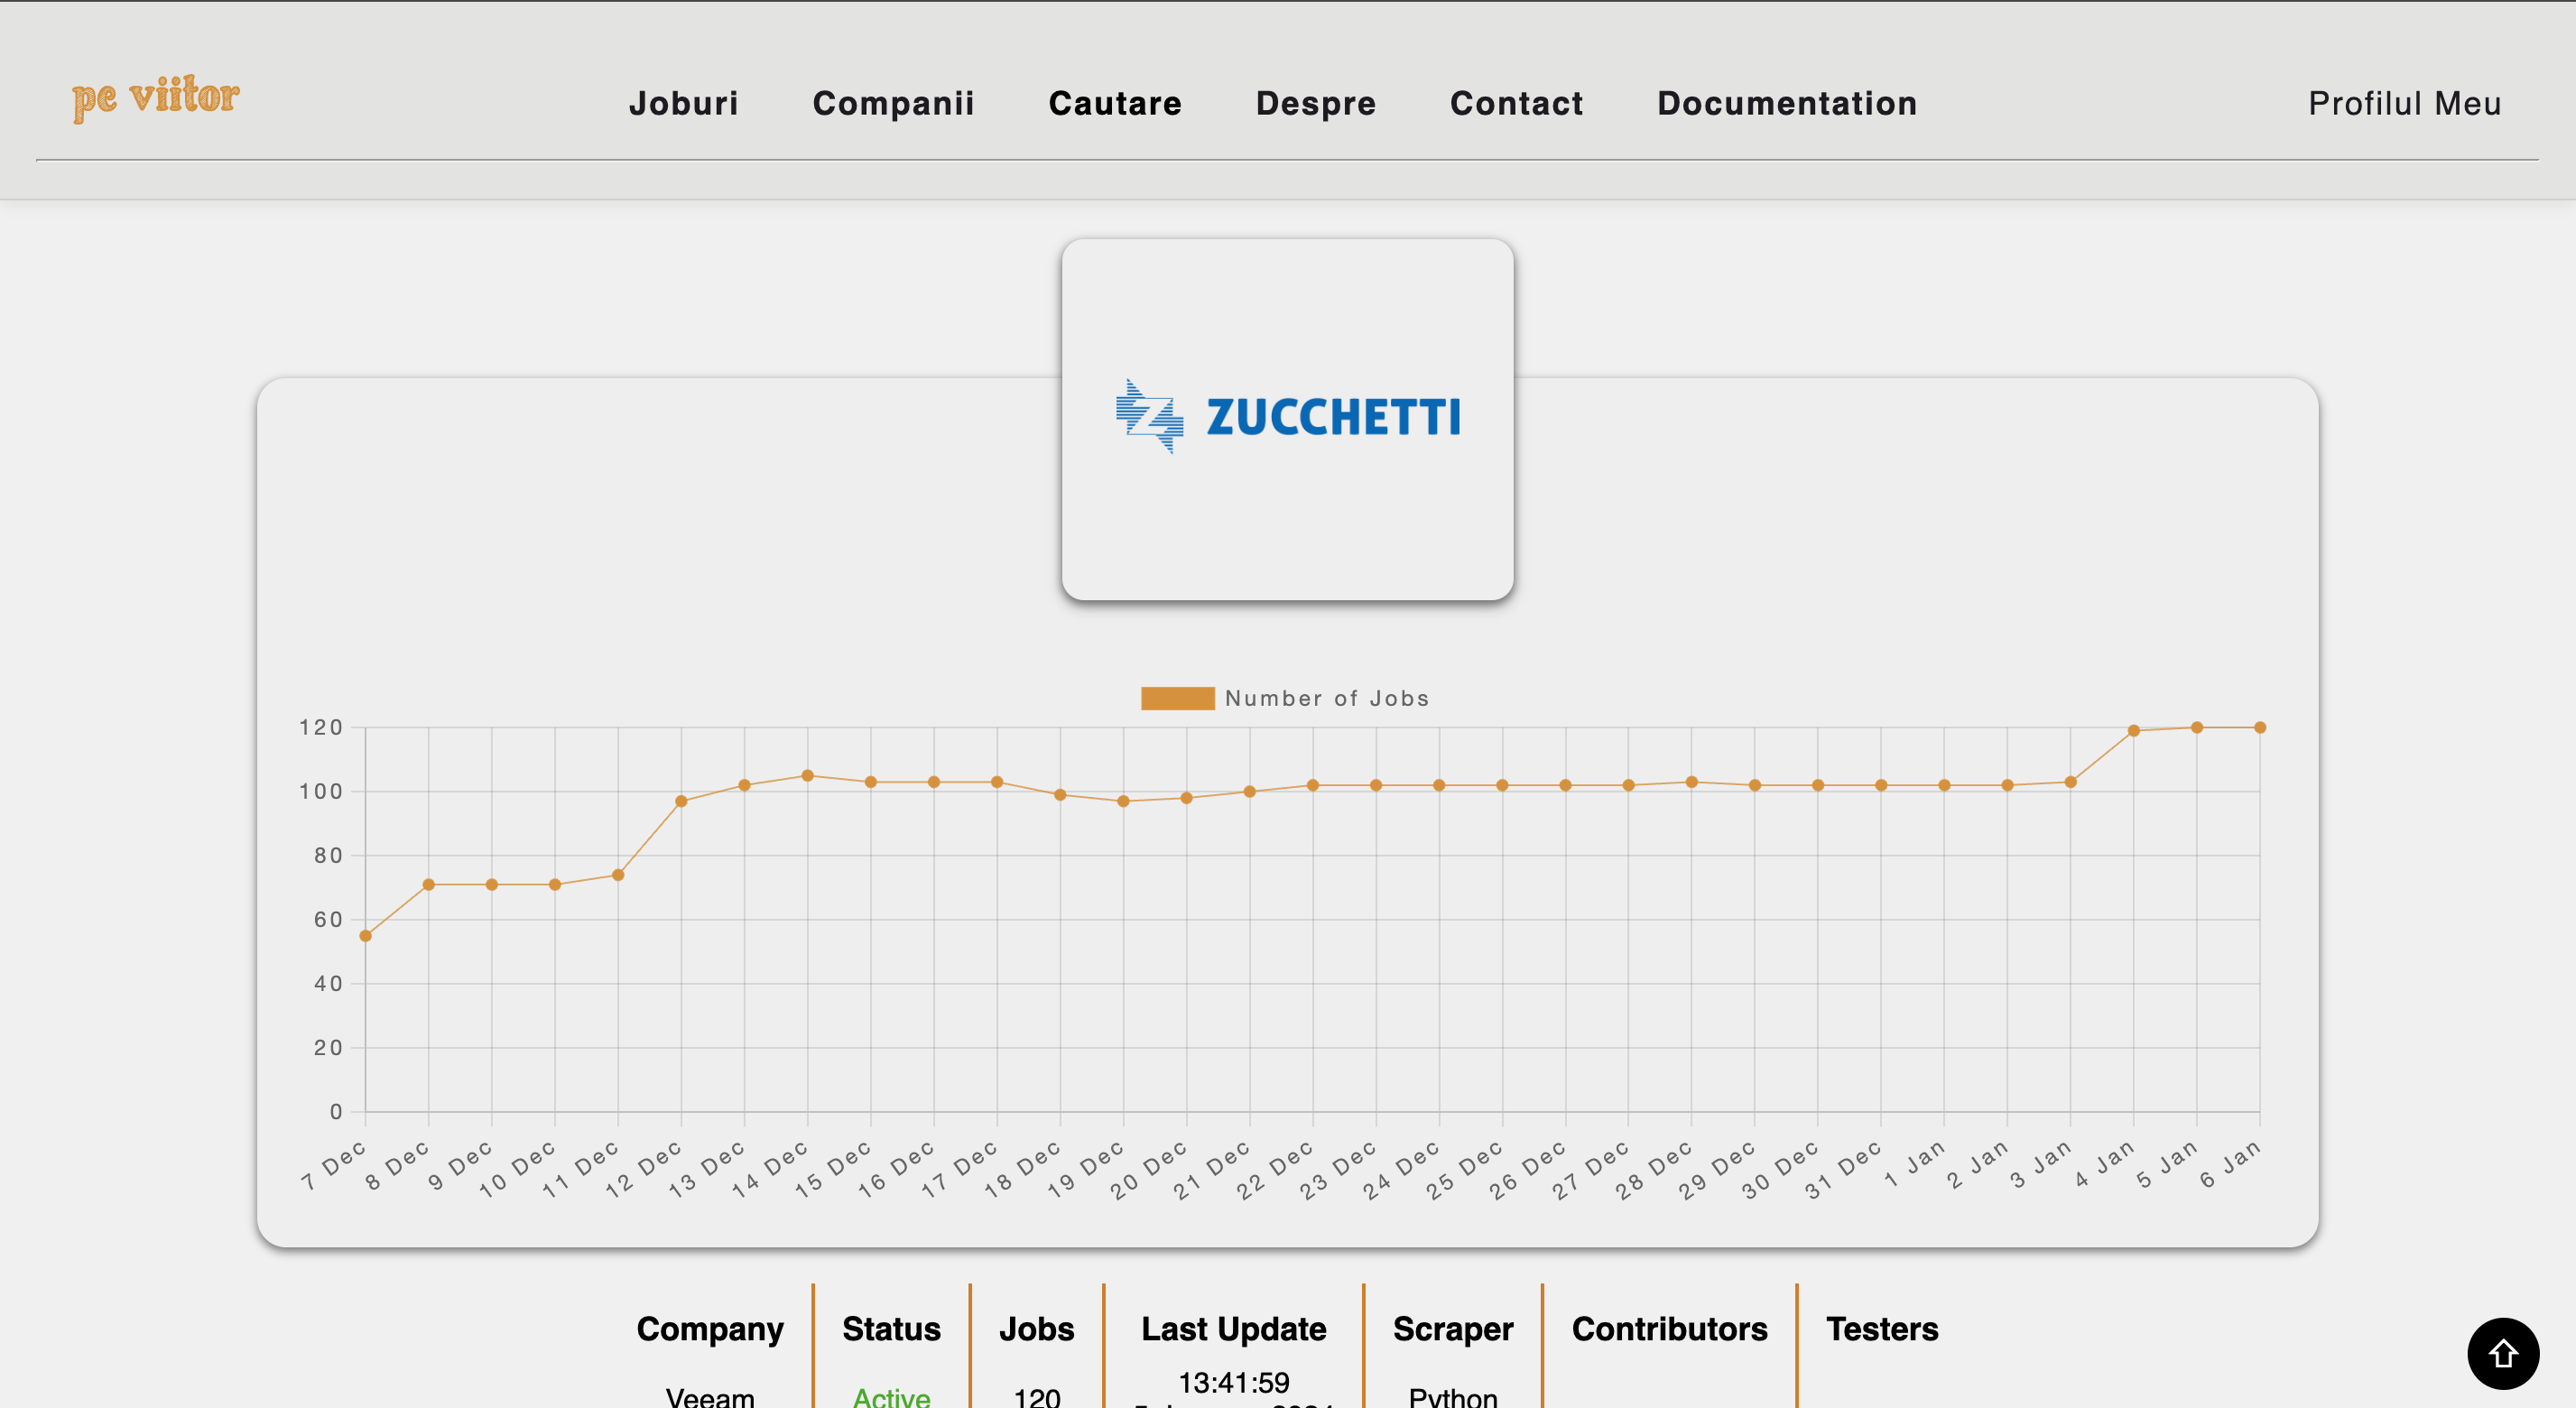 pe viitor
Joburi Companii Cautare Despre Contact Documentation Profilul Meu
ZUCCHETTI
Number of Jobs
120
100
80
60
40
20
0
7 Dec 8 Dec 9 Dec 10 Dec 11 Dec 12 Dec 13 Dec 14 Dec 15 Dec 16 Dec 17 Dec 18 Dec 19 Dec 20 Dec 21 Dec 22 Dec 23 Dec 24 Dec 25 Dec 26 Dec 27 Dec 28 Dec 29 Dec 30 Dec 31 Dec 1 Jan 2 Jan 3 Jan 4 Jan 5 Jan 6 Jan
Company Status Jobs Last Update Scraper Contributors Testers
13:41:59
Veeam Active 120 Python